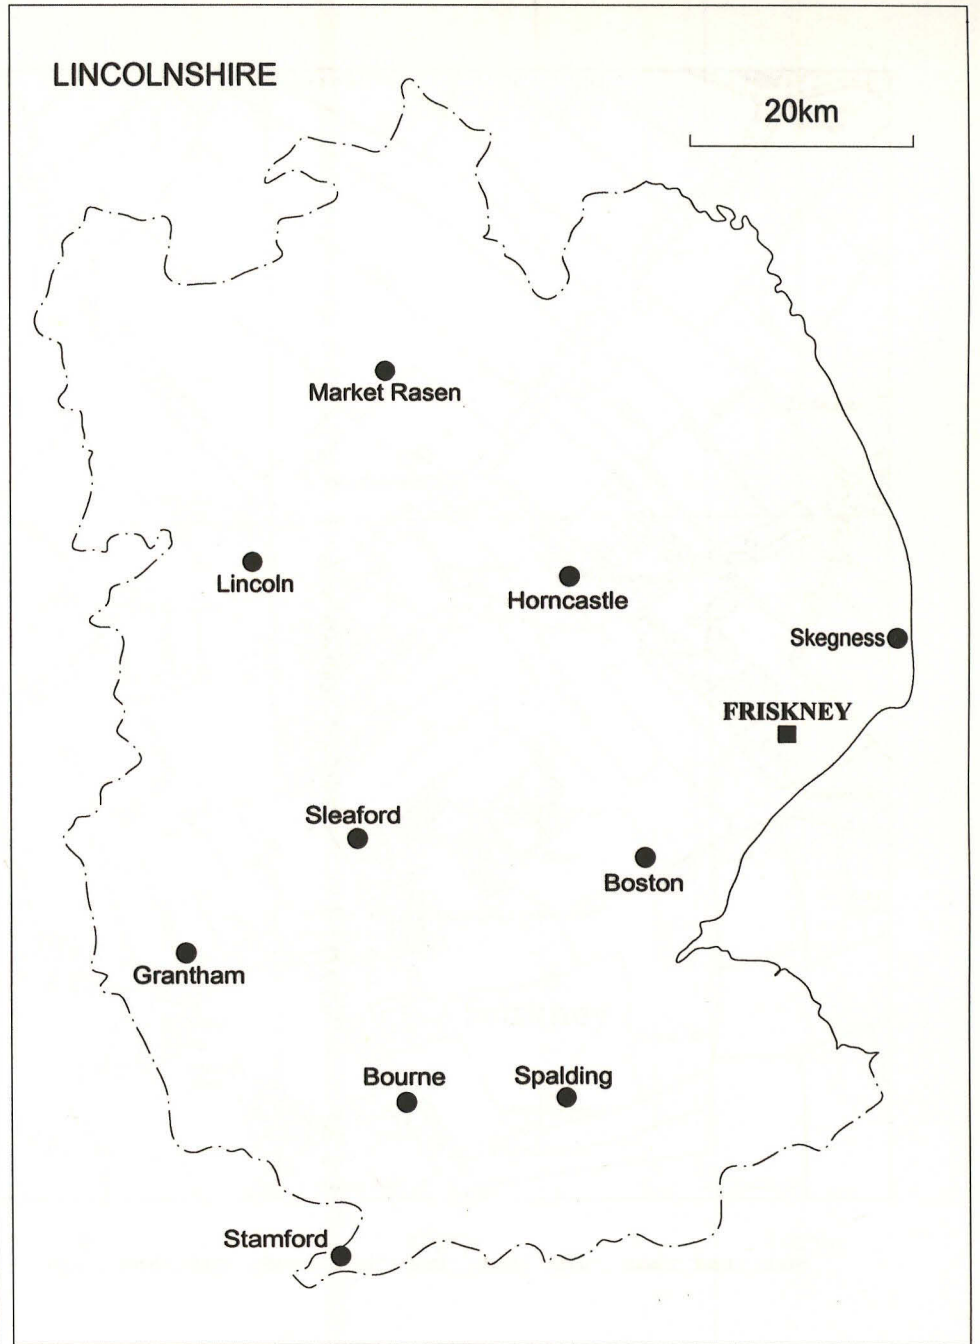 LINCOLNSHIRE
20km
Market Rasen
Lincoln
Horncastle
Skegness
FRISKNEY
Sleaford
Boston
Grantham
Bourne
Spalding
Stamford